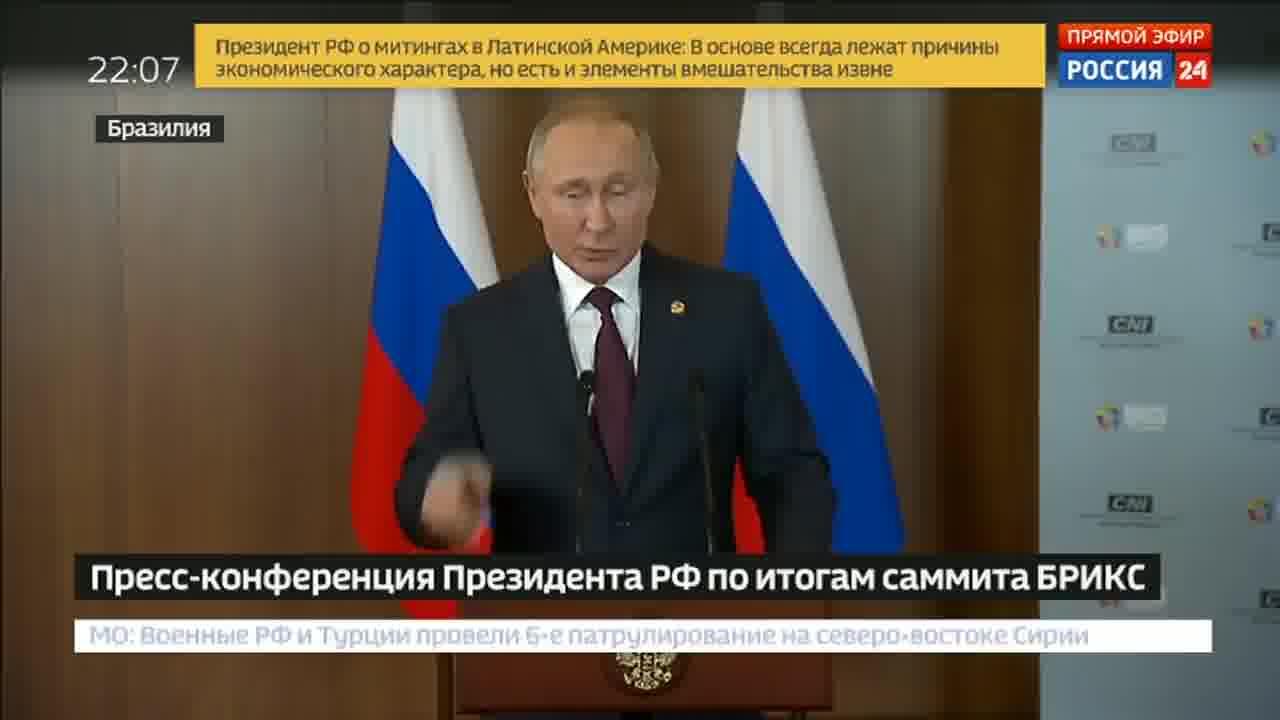 22:07
Президент РФ о митингах в Латинской Америке: В основе всегда лежат причины
экономического характера, но есть и элементы вмешательства извне
ПРЯМОЙ ЭФИР
РОССИЯ 24
Бразилия
CNI
CNI
CNI
Пресс-конференция Президента РФ по итогам саммита БРИКС
МО: Военные РФ и Турции провели 6-е патрулирование на северо-востоке Сирии